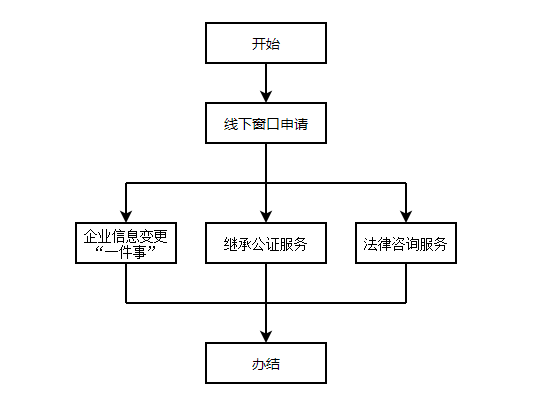 开始
线下窗口申请
企业信息变更
“一件事”
继承公证服务
法律咨询服务
办结